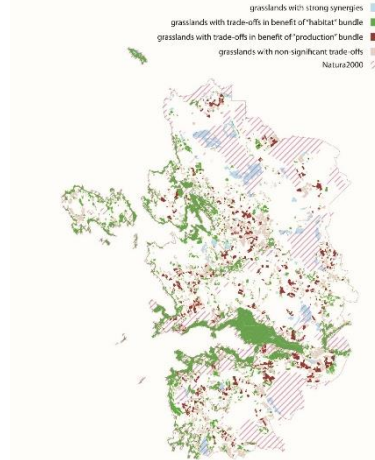 grasslands with strong synergies
grasslands with trade-offs in benefit of "habitat" bundle
grasslands with trade-offs in benefit of "production" bundle
grasslands with non-significant trade-offs
Natura2000